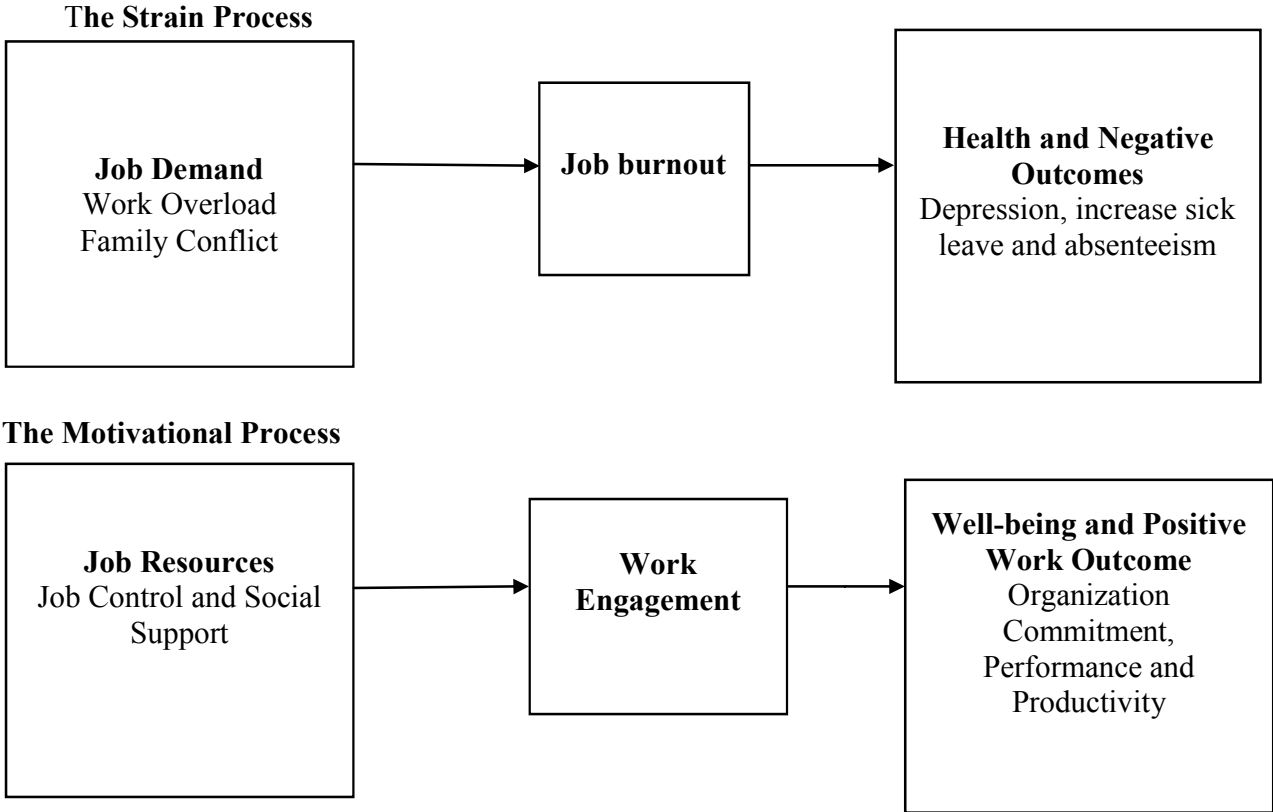 The Strain Process
Job Demand
Work Overload
Family Conflict
Job burnout
Health and Negative
Outcomes
Depression, increase sick
leave and absenteeism
The Motivational Process
Job Resources
Job Control and Social
Support
Work
Engagement
Well-being and Positive
Work Outcome
Organization
Commitment,
Performance and
Productivity